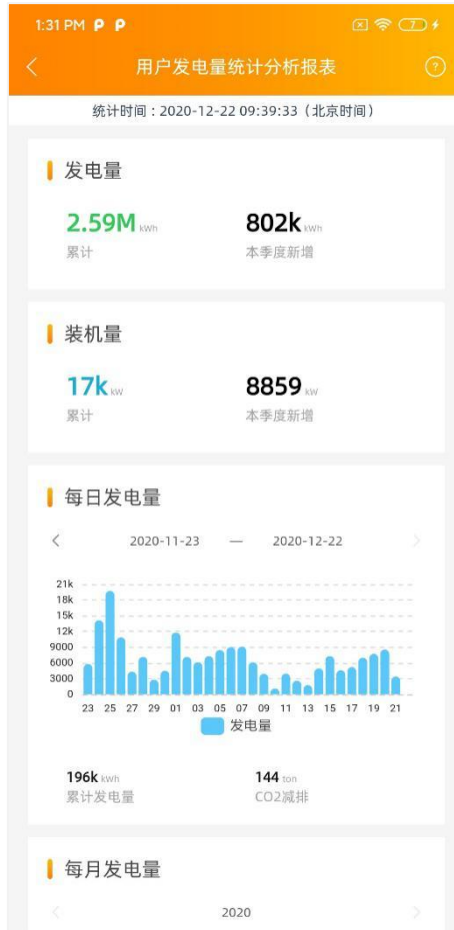 1:31 PM P P 7
用户发电量统计分析报表 ?
统计时间：2020-12-22 09:39:33（北京时间）
发电量
2.59M kWh 802k kWh
累计 本季度新增
装机量
17k kW 8859 kW
累计 本季度新增
每日发电量
2020-11-23 — 2020-12-22
21k
18k
15k
12k
9000
6000
3000
0
23 25 27 29 01 03 05 07 09 11 13 15 17 19 21
发电量
196k kWh 144 ton
累计发电量 CO2减排
每月发电量
2020